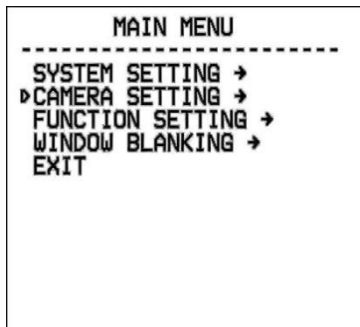 MAIN MENU
SYSTEM SETTING →
CAMERA SETTING →
FUNCTION SETTING →
WINDOW BLANKING →
EXIT